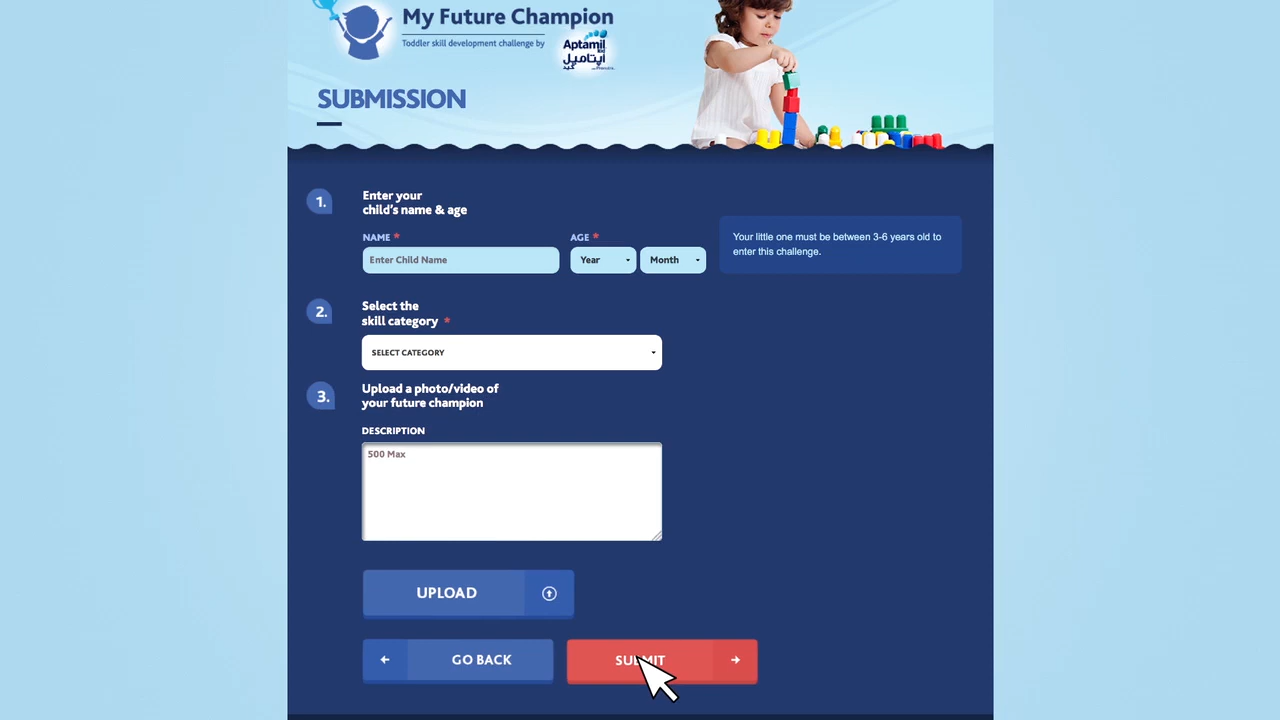 My Future Champion
Toddler skill development challenge by
Aptamil
أبتاميل
كيد
SUBMISSION
1.
Enter your
child's name & age
NAME *
AGE *
Enter Child Name
Year
Month
Your little one must be between 3-6 years old to
enter this challenge.
2.
Select the
skill category *
SELECT CATEGORY
3.
Upload a photo/video of
your future champion
DESCRIPTION
500 Max
UPLOAD
GO BACK
SUBMIT